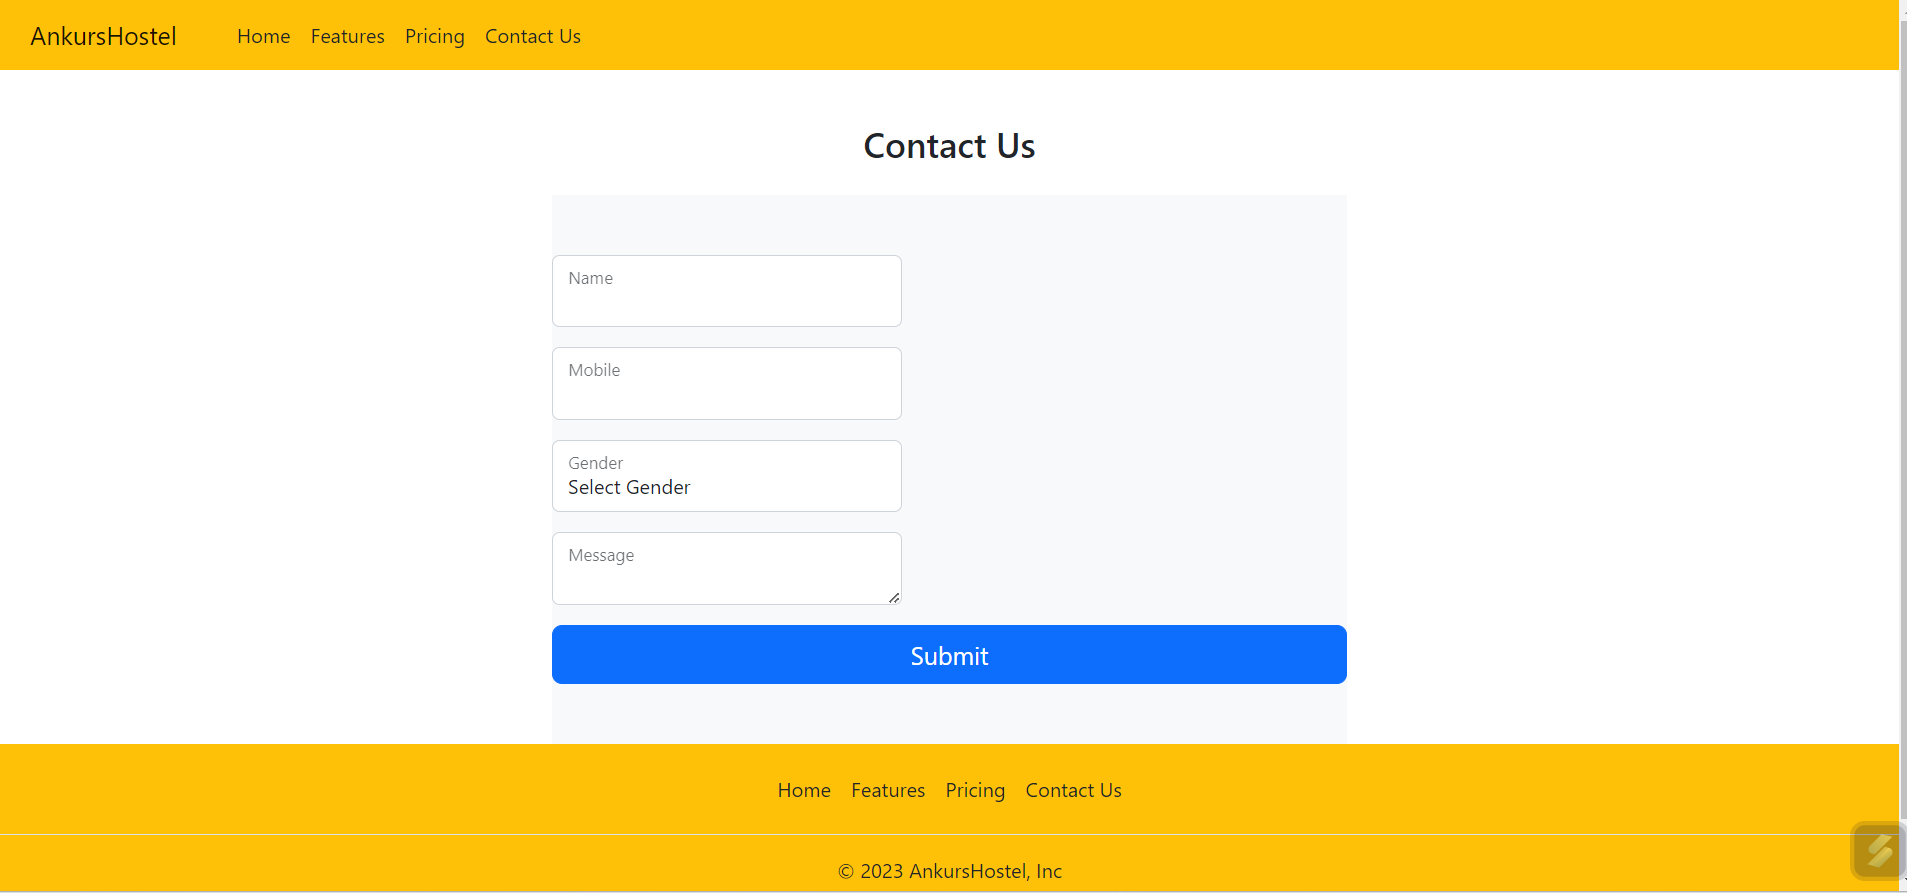 AnkursHostel Home Features Pricing Contact Us
Contact Us
Name
Mobile
Gender
Select Gender
Message
Submit
Home Features Pricing Contact Us
© 2023 AnkursHostel, Inc